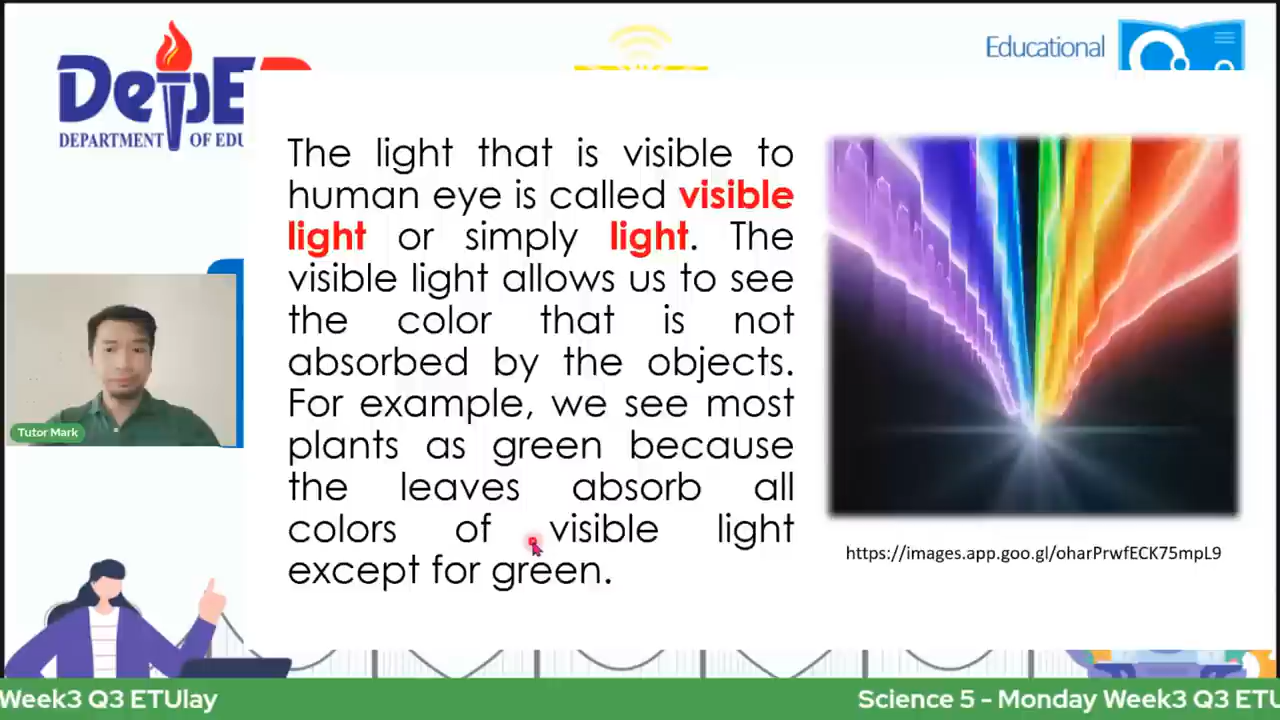 DepE
DEPARTMENT OF EDU
Educational
The light that is visible to
human eye is called visible
light or simply light. The
visible light allows us to see
the color that is not
absorbed by the objects.
For example, we see most
plants as green because
the leaves absorb all
colors of visible light
except for green.
https://images.app.goo.gl/oharPrwfECK75mpL9
Tutor Mark
Week3 Q3 ETUlay
Science 5 - Monday Week3 Q3 ETU